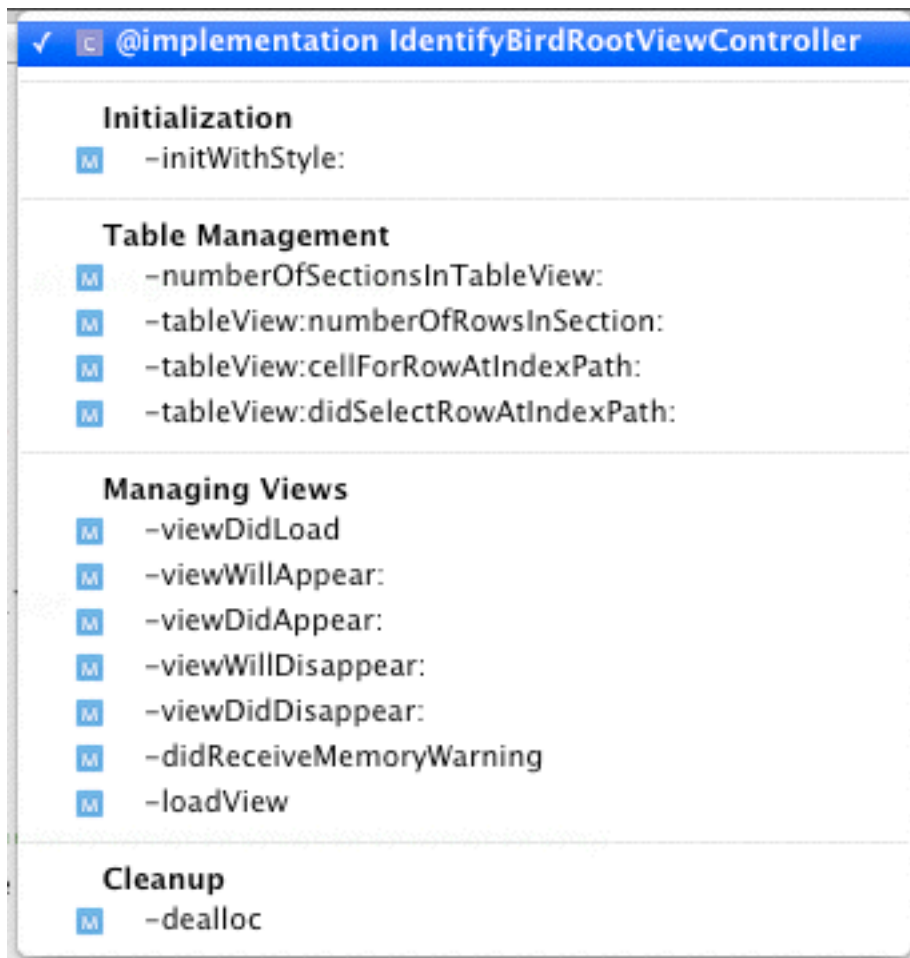 ✓ C @implementation IdentifyBirdRootViewController
Initialization
M -initWithStyle:
Table Management
M -numberOfSectionsInTableView:
M -tableView:numberOfRowsInSection:
M -tableView:cellForRowAtIndexPath:
M -tableView:didSelectRowAtIndexPath:
Managing Views
M -viewDidLoad
M -viewWillAppear:
M -viewDidAppear:
M -viewWillDisappear:
M -viewDidDisappear:
M -didReceiveMemoryWarning
M -loadView
Cleanup
M -dealloc